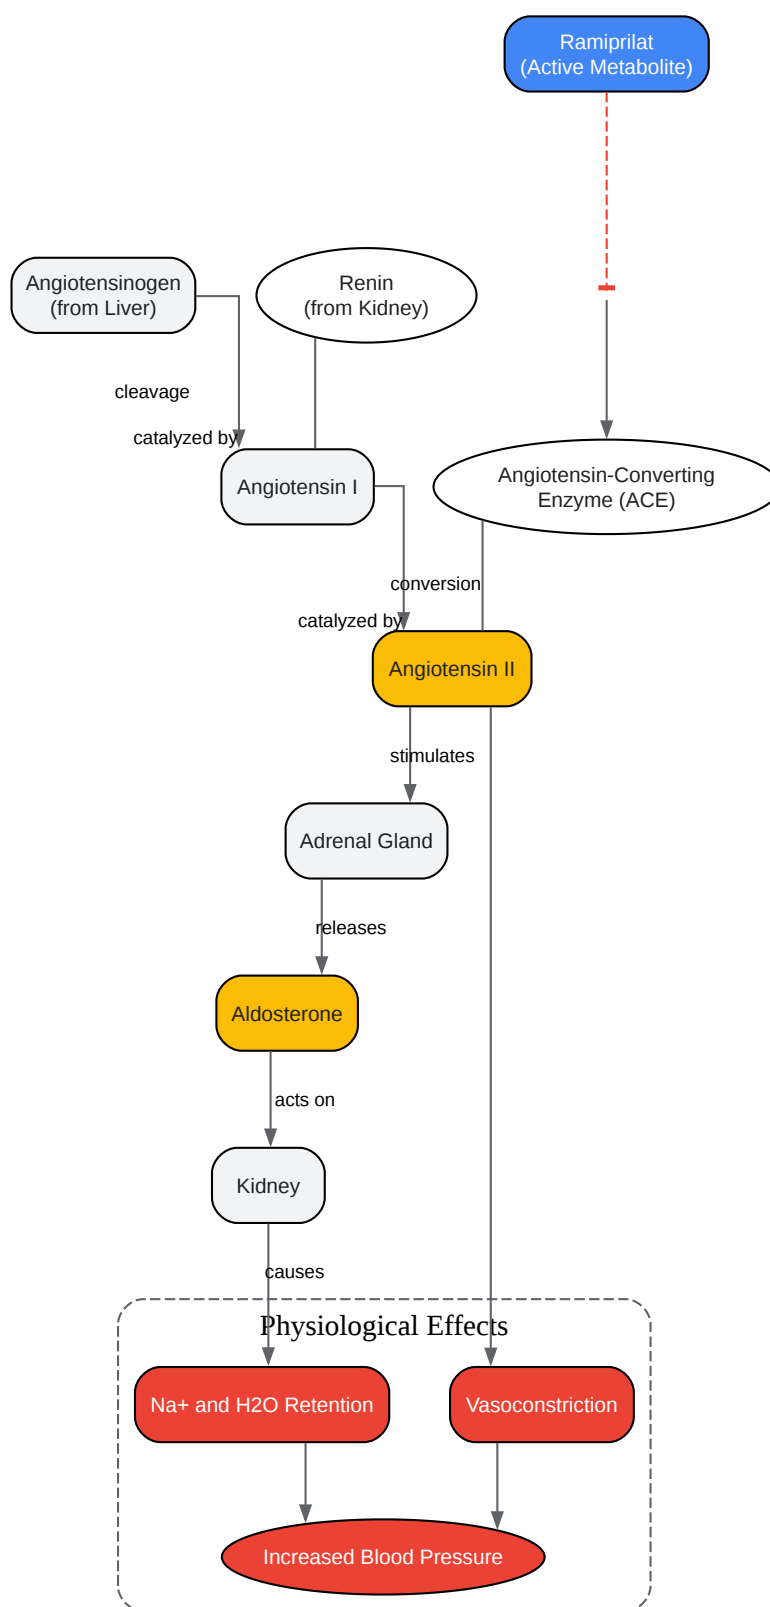 Ramiprilat
(Active Metabolite)
Angiotensinogen
(from Liver)
Renin
(from Kidney)
cleavage
catalyzed by
Angiotensin I
Angiotensin-Converting
Enzyme (ACE)
conversion
catalyzed by
Angiotensin II
stimulates
Adrenal Gland
releases
Aldosterone
acts on
Kidney
causes
Physiological Effects
Na+ and H2O Retention
Vasoconstriction
Increased Blood Pressure